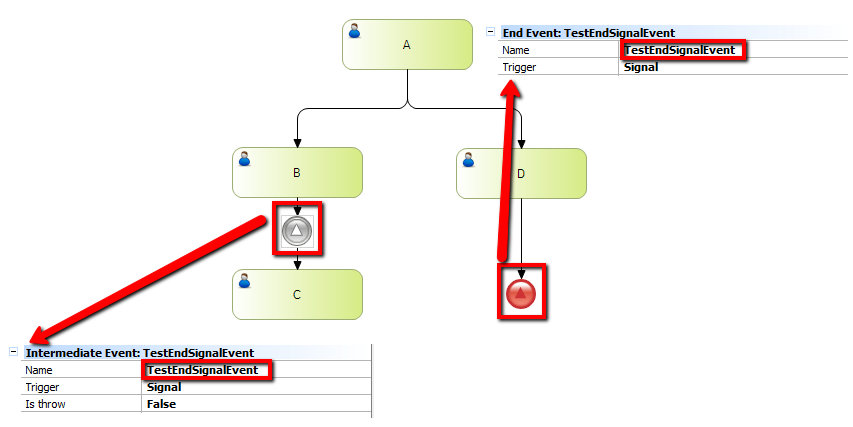 A
End Event: TestEndSignalEvent
Name TestEndSignalEvent
Trigger Signal
B
D
C
Intermediate Event: TestEndSignalEvent
Name TestEndSignalEvent
Trigger Signal
Is throw False